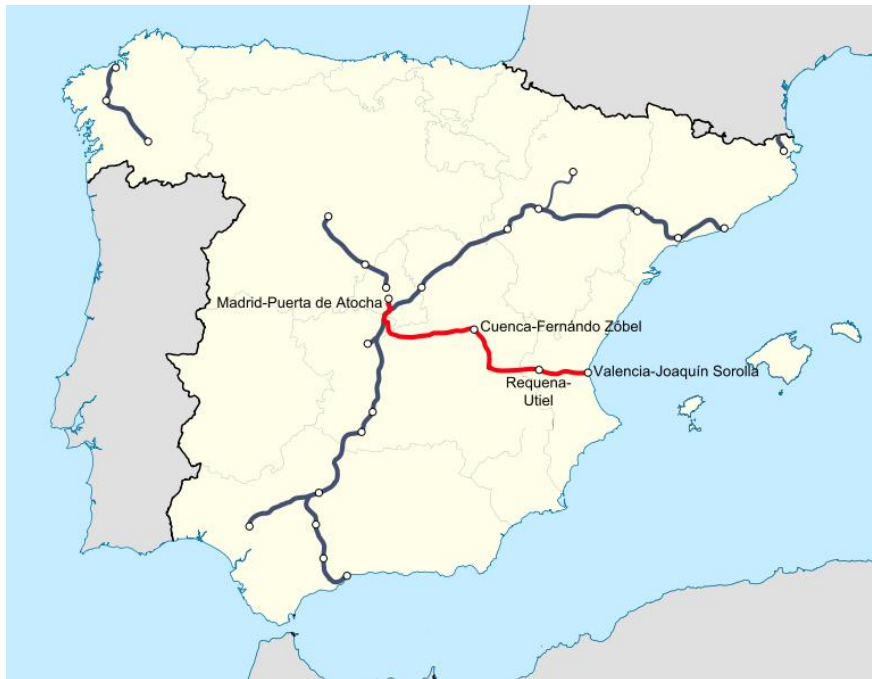 Madrid-Puerta de Atocha
Cuenca-Fernándo Zóbel
Valencia-Joaquín Sorolla
Requena-
Utiel